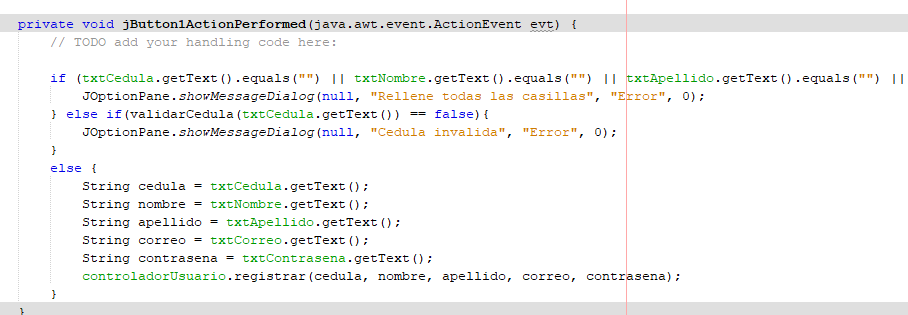 private void jButton1ActionPerformed(java.awt.event.ActionEvent evt) {
// TODO add your handling code here:
if (txtCedula.getText().equals("") || txtNombre.getText().equals("") || txtApellido.getText().equals("") ||
JOptionPane.showMessageDialog(null, "Rellene todas las casillas", "Error", 0);
} else if(validarCedula(txtCedula.getText()) == false){
JOptionPane.showMessageDialog(null, "Cedula invalida", "Error", 0);
}
else {
String cedula = txtCedula.getText();
String nombre = txtNombre.getText();
String apellido = txtApellido.getText();
String correo = txtCorreo.getText();
String contrasena = txtContrasena.getText();
controladorUsuario.registrar(cedula, nombre, apellido, correo, contrasena);
}
}